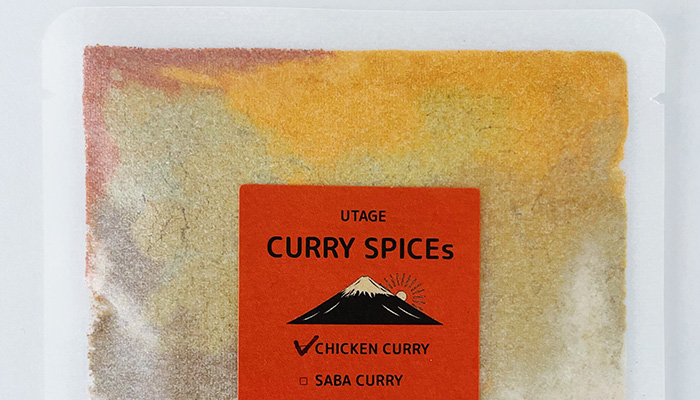 UTAGE
CURRY SPICEs
CHICKEN CURRY
SABA CURRY